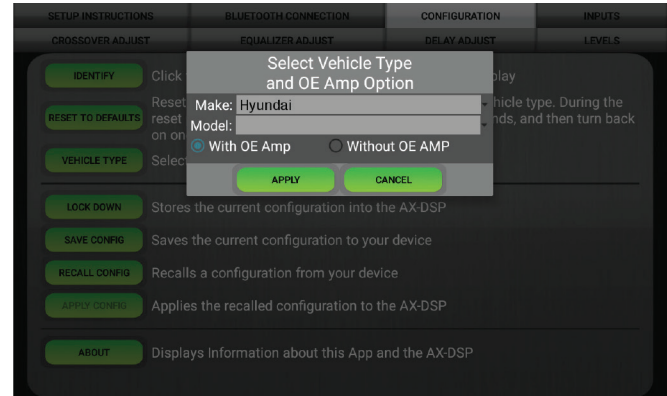 SETUP INSTRUCTIONS BLUETOOTH CONNECTION CONFIGURATION INPUTS
CROSSOVER ADJUST EQUALIZER ADJUST DELAY ADJUST LEVELS
Select Vehicle Type
and OE Amp Option
IDENTIFY Click play
Make: Hyundai
Reset hicle type. During the
RESET TO DEFAULTS reset nds, and then turn back
Model:
on on
With OE Amp Without OE AMP
VEHICLE TYPE Selec
APPLY CANCEL
LOCK DOWN Stores the current configuration into the AX-DSP
SAVE CONFIG Saves the current configuration to your device
RECALL CONFIG Recalls a configuration from your device
APPLY CONFIG Applies the recalled configuration to the AX-DSP
ABOUT Displays Information about this App and the AX-DSP